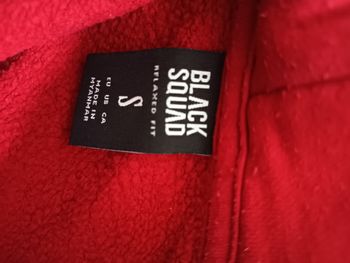 BLACK
SQUAD
RELAXED FIT
S
EU US CA
MADE IN
MYANMAR